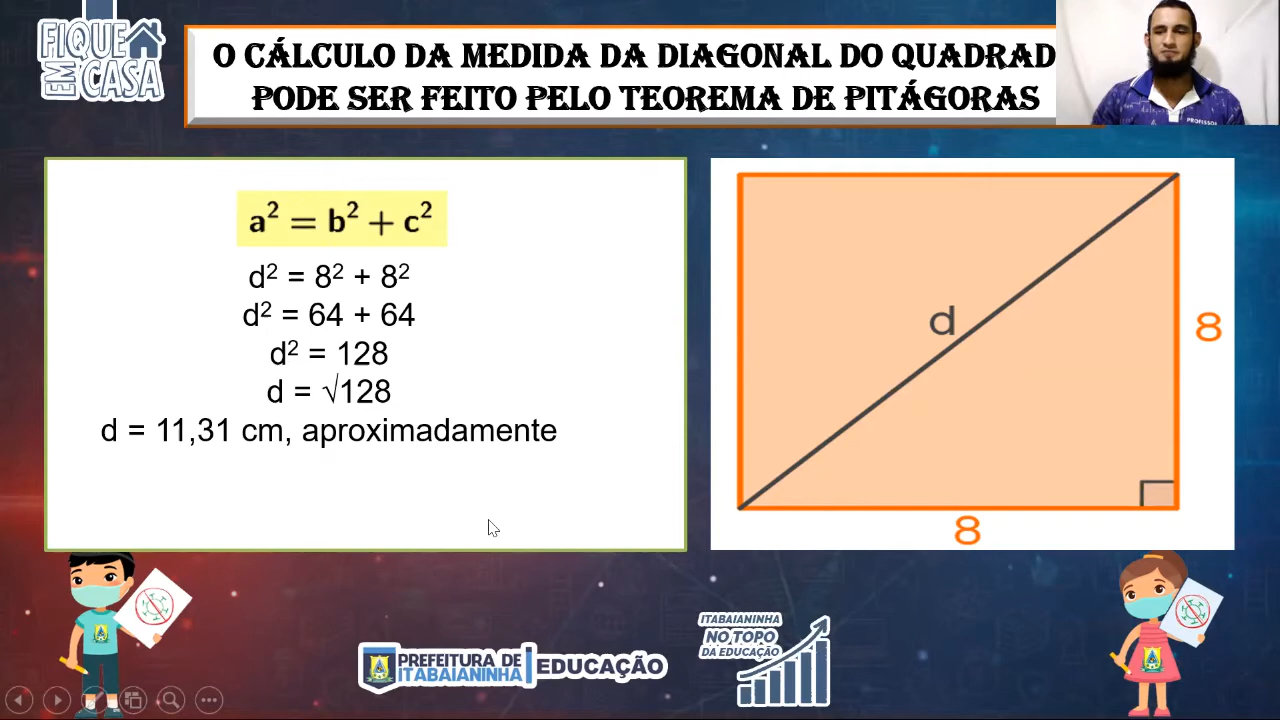 FIQUE
EM
CASA
O CÁLCULO DA MEDIDA DA DIAGONAL DO QUADRAD
PODE SER FEITO PELO TEOREMA DE PITÁGORAS
PROFESSOR
a² = b² + c²
d² = 8² + 8²
d² = 64 + 64
d² = 128
d = √128
d = 11,31 cm, aproximadamente
d
8
8
PREFEITURA DE
ITABAIANINHA
EDUCAÇÃO
ITABAIANINHA
NO TOPO
DA EDUCAÇÃO